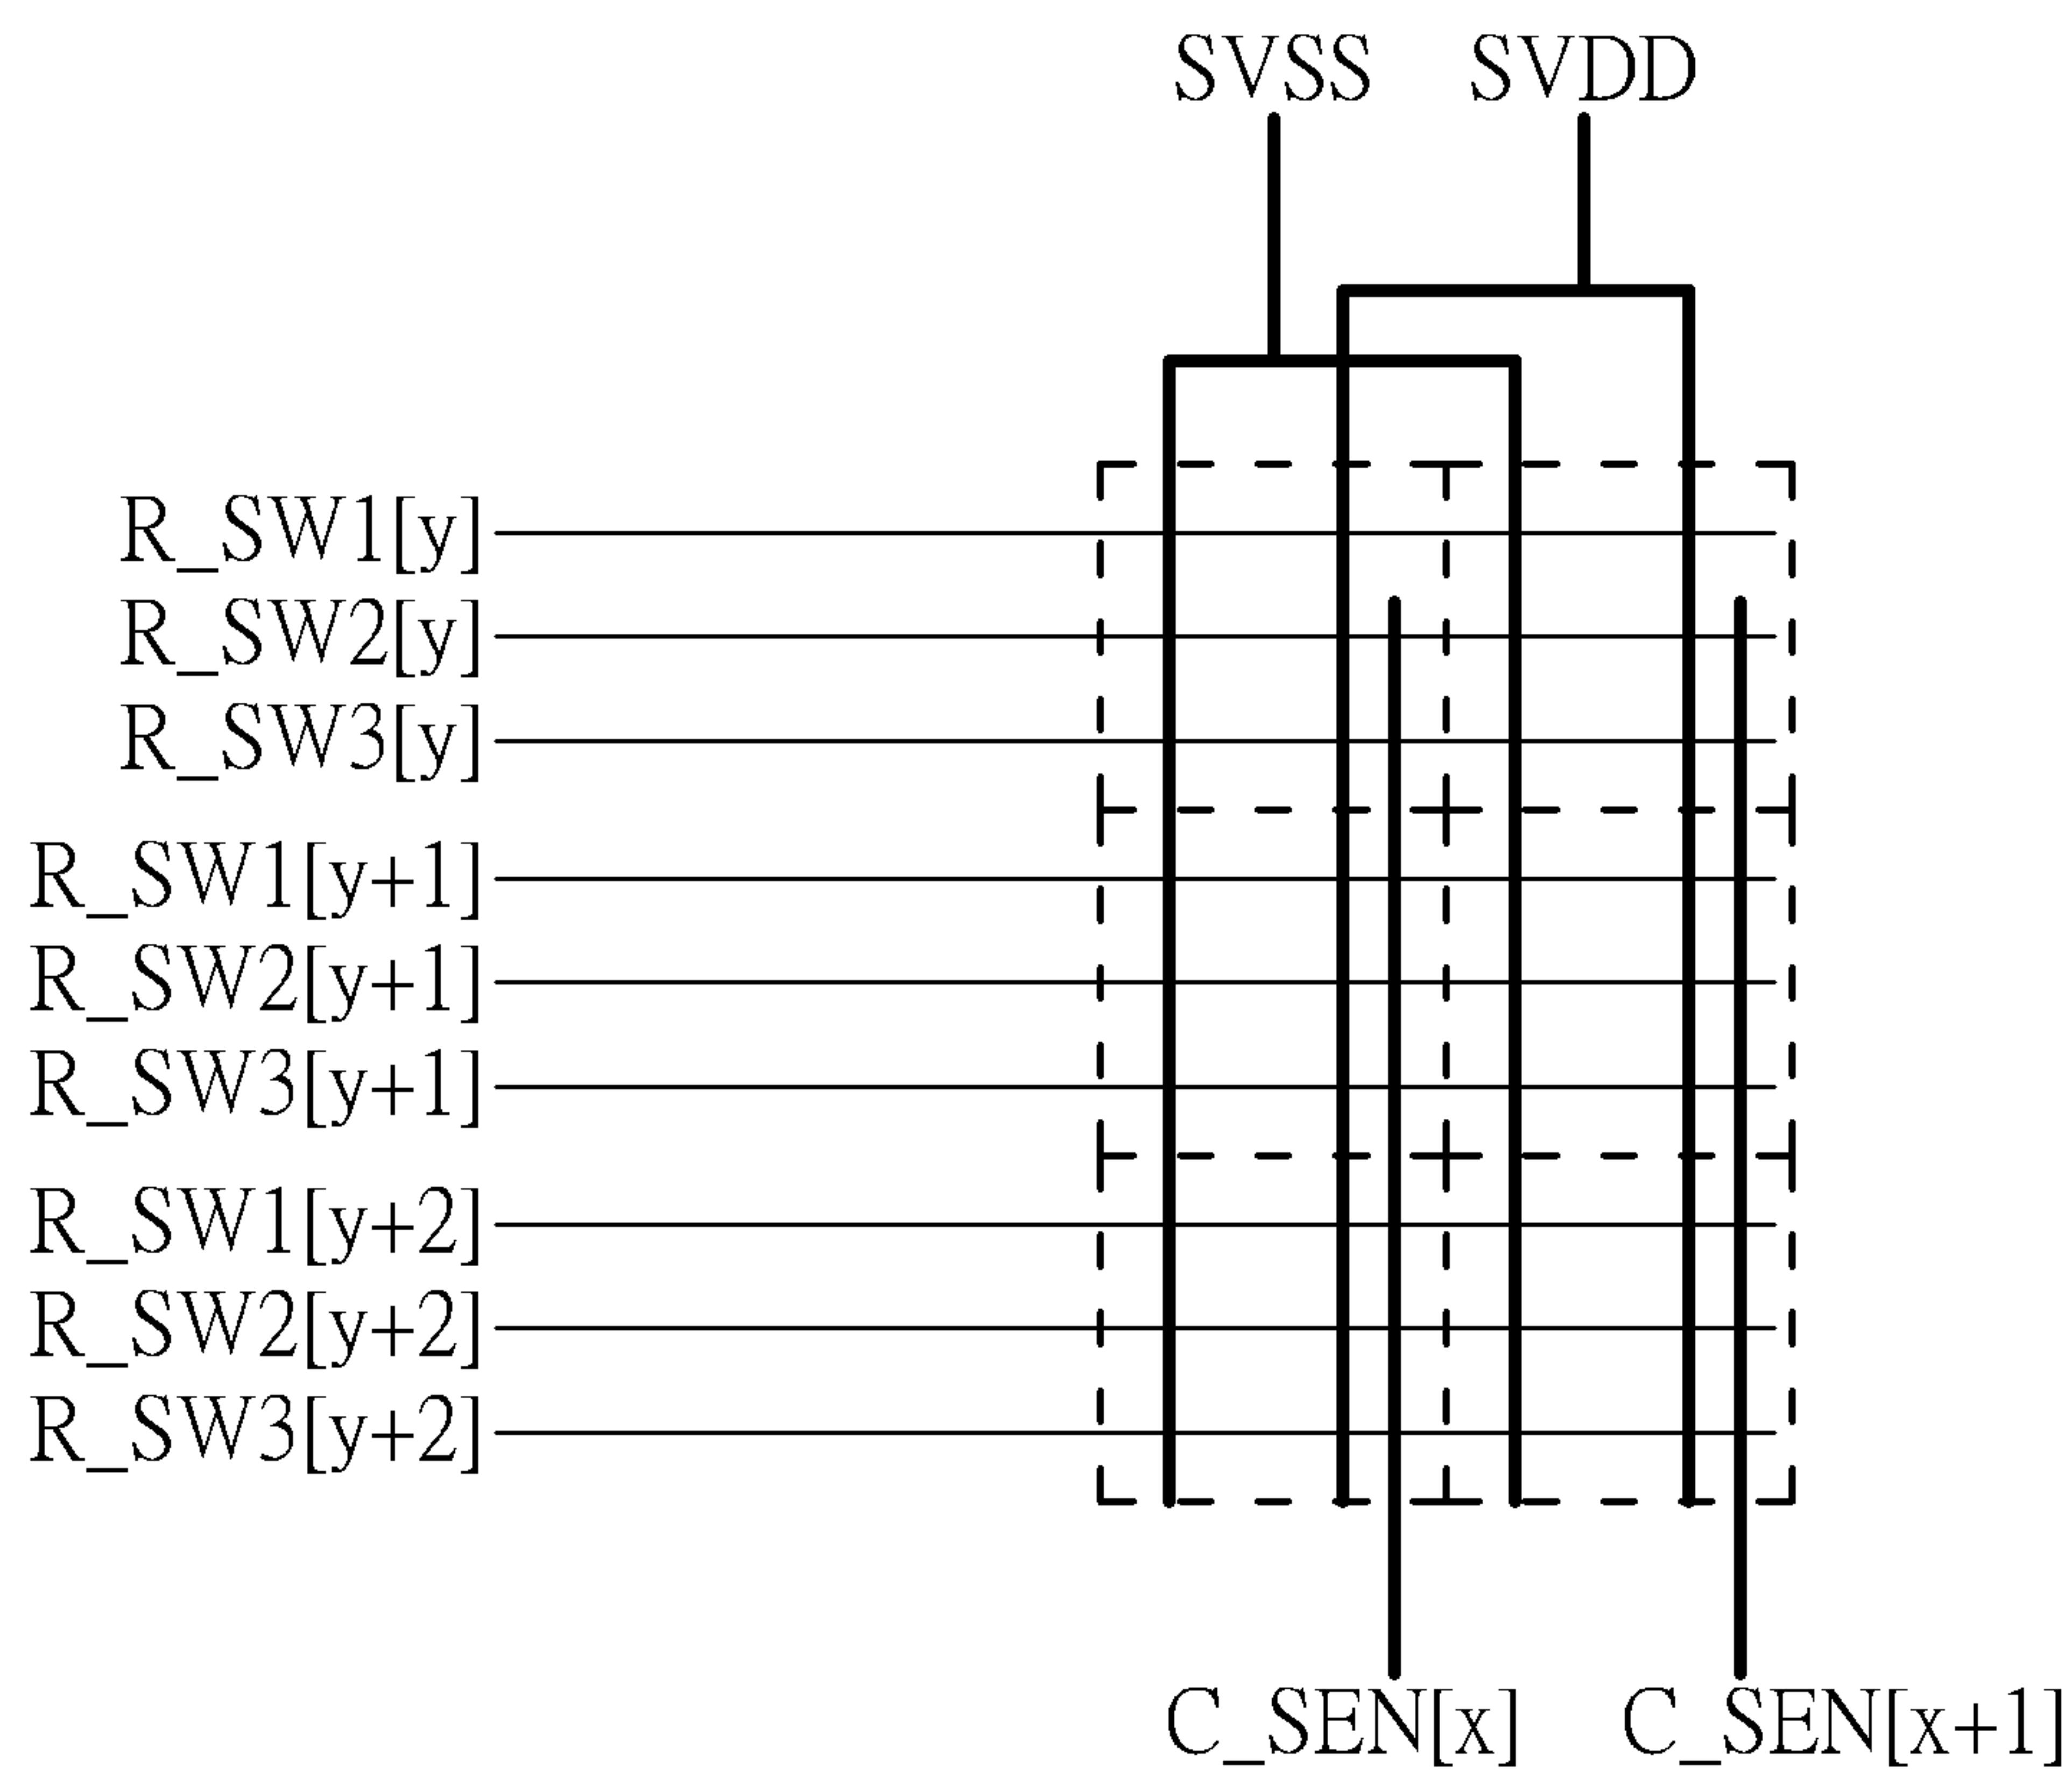 SVSS SVDD
R_SW1[y]
R_SW2[y]
R_SW3[y]
R_SW1[y+1]
R_SW2[y+1]
R_SW3[y+1]
R_SW1[y+2]
R_SW2[y+2]
R_SW3[y+2]
C_SEN[x] C_SEN[x+1]